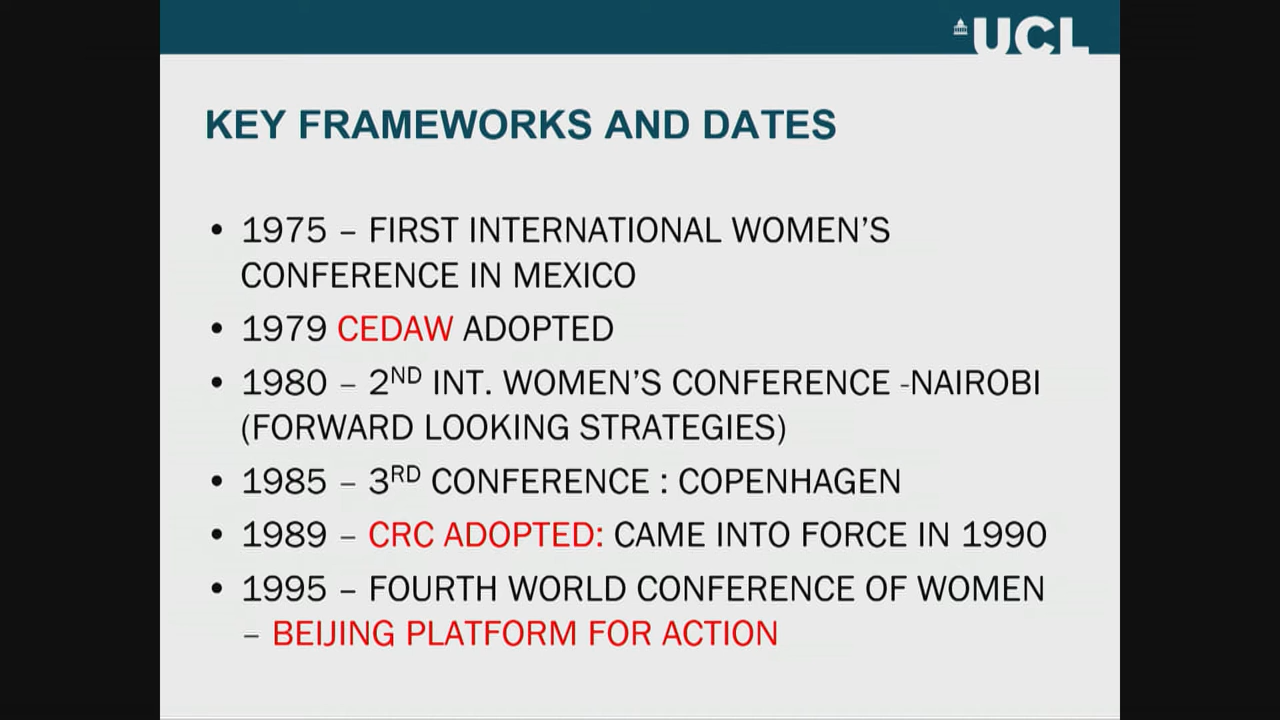 UCL
KEY FRAMEWORKS AND DATES
• 1975 – FIRST INTERNATIONAL WOMEN'S
CONFERENCE IN MEXICO
• 1979 CEDAW ADOPTED
• 1980 – 2ND INT. WOMEN'S CONFERENCE -NAIROBI
(FORWARD LOOKING STRATEGIES)
• 1985 – 3RD CONFERENCE : COPENHAGEN
• 1989 – CRC ADOPTED: CAME INTO FORCE IN 1990
• 1995 – FOURTH WORLD CONFERENCE OF WOMEN
– BEIJING PLATFORM FOR ACTION